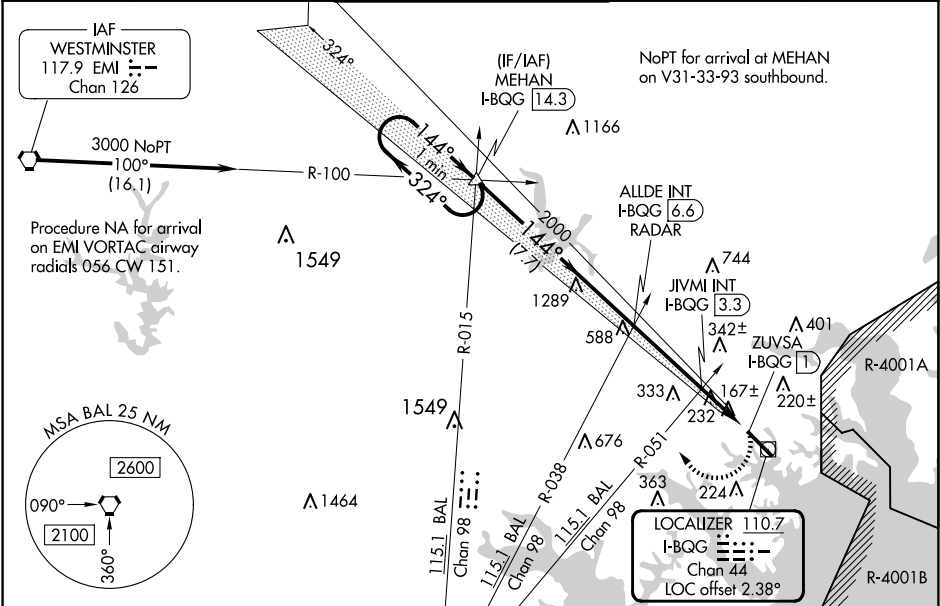 IAF
WESTMINSTER
117.9 EMI
Chan 126
3000 NoPT
100°
(16.1)
R-100
Procedure NA for arrival
on EMI VORTAC airway
radials 056 CW 151.
324°
(IF/IAF)
MEHAN
I-BQG 14.3
NoPT for arrival at MEHAN
on V31-33-93 southbound.
1166
144°
1 min
324°
2000
144°
(7.7)
1549
ALLDE INT
I-BQG 6.6
RADAR
744
JIVMI INT
I-BQG 3.3
1289
588
342±
ZUVSA
I-BQG 1
401
R-4001A
333
167±
232
220±
R-015
1549
676
R-051
R-038
363
224
1464
115.1 BAL
Chan 98
115.1 BAL
Chan 98
115.1 BAL
Chan 98
MSA BAL 25 NM
2600
090°
2100
360°
LOCALIZER 110.7
I-BQG
Chan 44
LOC offset 2.38°
R-4001B